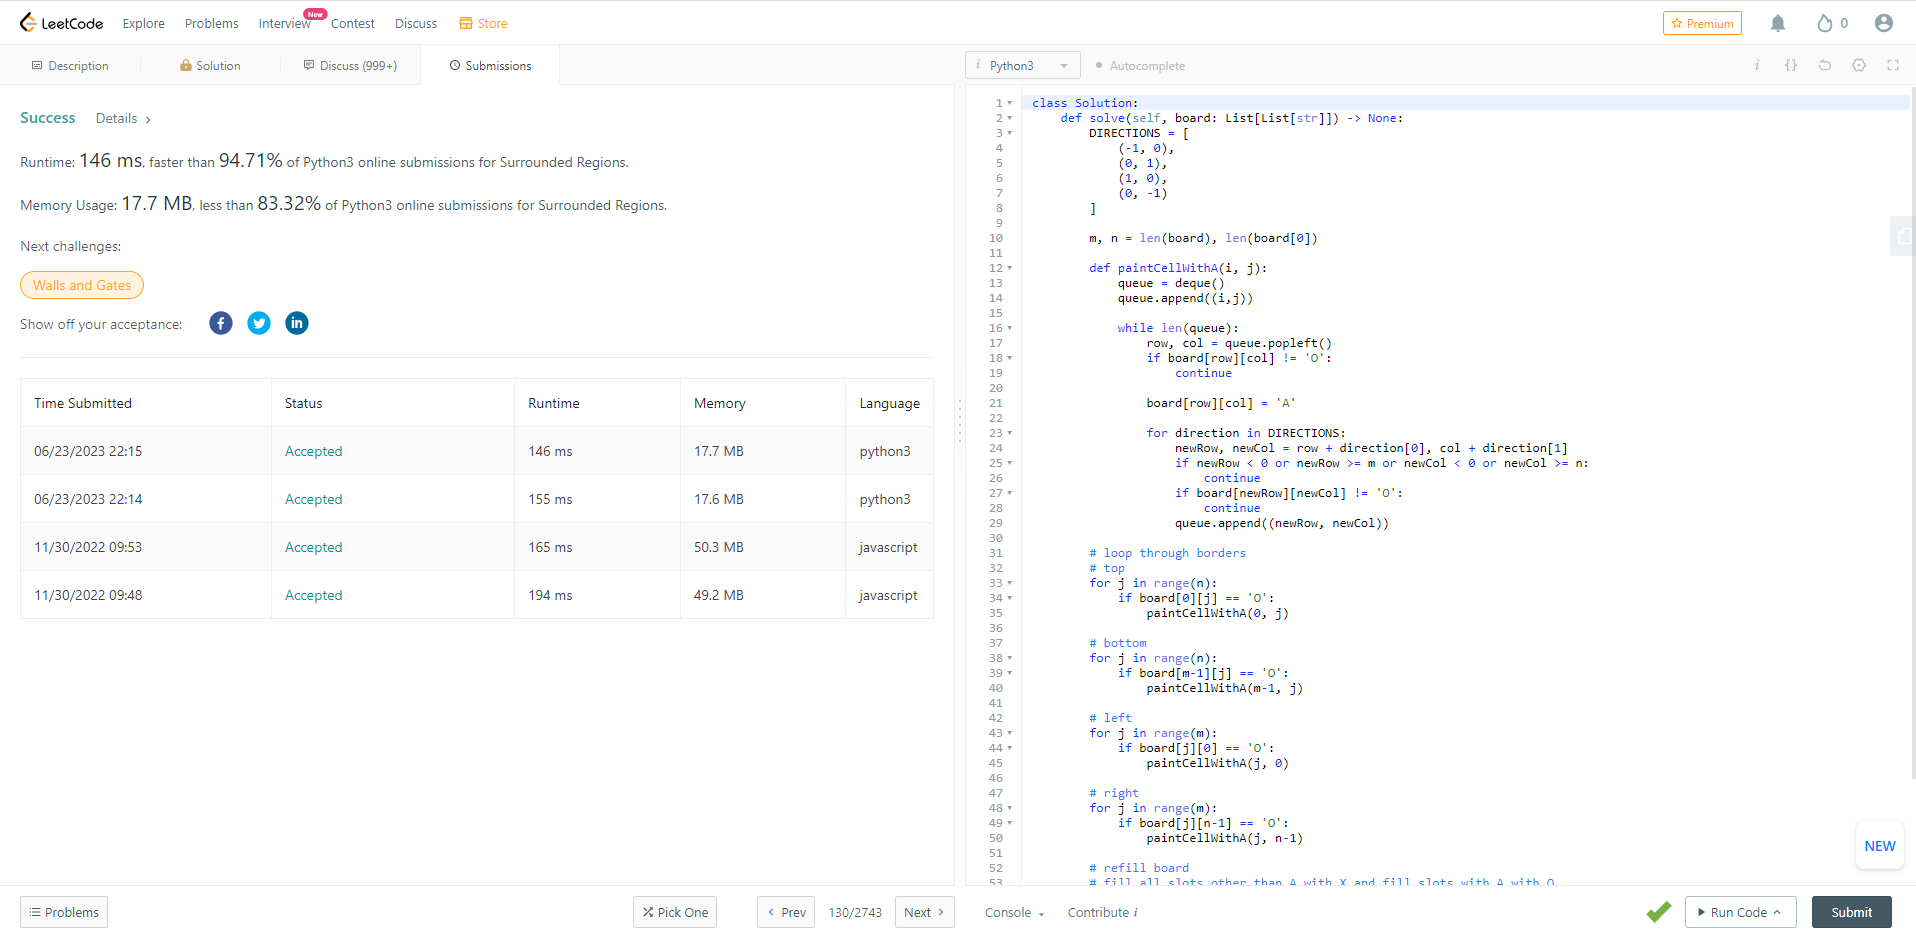 LeetCode Explore Problems Interview New Contest Discuss Store Premium 0
Description Solution Discuss (999+) Submissions
Success Details >
Runtime: 146 ms, faster than 94.71% of Python3 online submissions for Surrounded Regions.
Memory Usage: 17.7 MB, less than 83.32% of Python3 online submissions for Surrounded Regions.
Next challenges:
Walls and Gates
Show off your acceptance:
Time Submitted Status Runtime Memory Language
06/23/2023 22:15 Accepted 146 ms 17.7 MB python3
06/23/2023 22:14 Accepted 155 ms 17.6 MB python3
11/30/2022 09:53 Accepted 165 ms 50.3 MB javascript
11/30/2022 09:48 Accepted 194 ms 49.2 MB javascript
Problems Pick One < Prev 130/2743 Next >
i Python3 Autocomplete i {}
1 class Solution:
2     def solve(self, board: List[List[str]]) -> None:
3         DIRECTIONS = [
4             (-1, 0),
5             (0, 1),
6             (1, 0),
7             (0, -1)
8         ]
9
10         m, n = len(board), len(board[0])
11
12         def paintCellWithA(i, j):
13             queue = deque()
14             queue.append((i,j))
15
16             while len(queue):
17                 row, col = queue.popleft()
18                 if board[row][col] != 'O':
19                     continue
20
21                 board[row][col] = 'A'
22
23                 for direction in DIRECTIONS:
24                     newRow, newCol = row + direction[0], col + direction[1]
25                     if newRow < 0 or newRow >= m or newCol < 0 or newCol >= n:
26                         continue
27                     if board[newRow][newCol] != 'O':
28                         continue
29                     queue.append((newRow, newCol))
30
31         # loop through borders
32         # top
33         for j in range(n):
34             if board[0][j] == 'O':
35                 paintCellWithA(0, j)
36
37         # bottom
38         for j in range(n):
39             if board[m-1][j] == 'O':
40                 paintCellWithA(m-1, j)
41
42         # left
43         for j in range(m):
44             if board[j][0] == 'O':
45                 paintCellWithA(j, 0)
46
47         # right
48         for j in range(m):
49             if board[j][n-1] == 'O':
50                 paintCellWithA(j, n-1)
51
52         # refill board
53         # fill all slots other than A with X and fill slots with A with O
NEW
Console Contribute i Run Code Submit